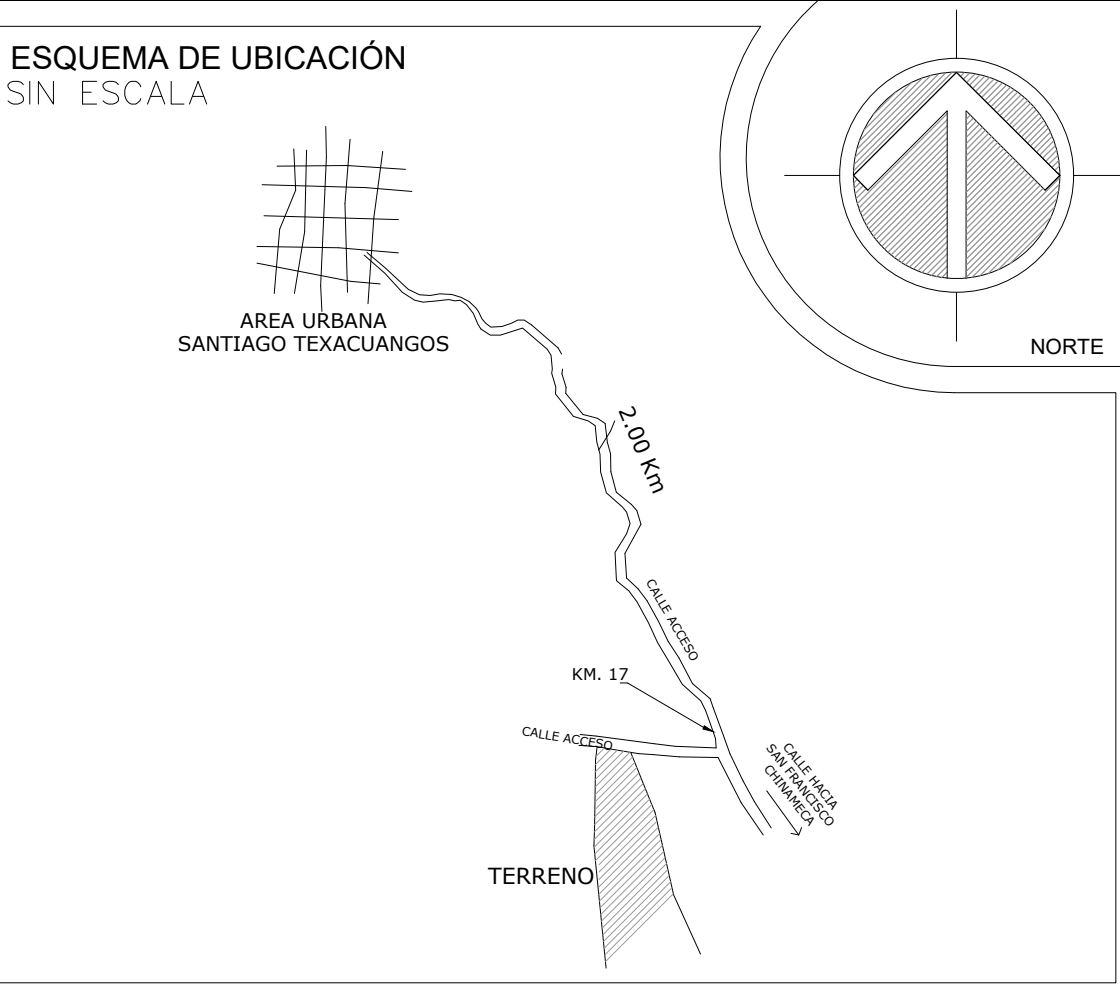 ESQUEMA DE UBICACIÓN
SIN ESCALA
NORTE
AREA URBANA
SANTIAGO TEXACUANGOS
2.00 Km
CALLE ACCESO
KM. 17
CALLE ACCESO
CALLE HACIA
SAN FRANCISCO
CHINAMECA
TERRENO